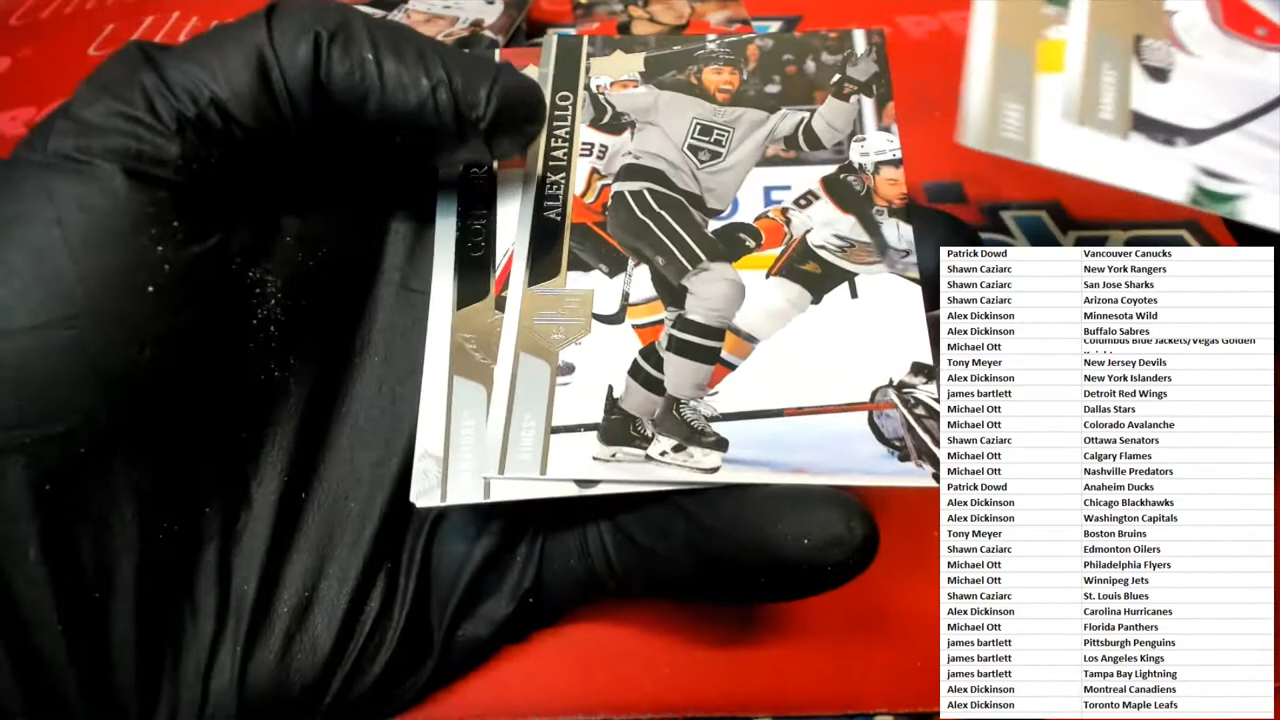 ALEX IAFALLO
KINGS
LA
33
6
RANGERS
Patrick Dowd Vancouver Canucks
Shawn Caziarc New York Rangers
Shawn Caziarc San Jose Sharks
Shawn Caziarc Arizona Coyotes
Alex Dickinson Minnesota Wild
Alex Dickinson Buffalo Sabres
Michael Ott Columbus Blue Jackets/Vegas Golden
Tony Meyer New Jersey Devils
Alex Dickinson New York Islanders
james bartlett Detroit Red Wings
Michael Ott Dallas Stars
Michael Ott Colorado Avalanche
Shawn Caziarc Ottawa Senators
Michael Ott Calgary Flames
Michael Ott Nashville Predators
Patrick Dowd Anaheim Ducks
Alex Dickinson Chicago Blackhawks
Alex Dickinson Washington Capitals
Tony Meyer Boston Bruins
Shawn Caziarc Edmonton Oilers
Michael Ott Philadelphia Flyers
Michael Ott Winnipeg Jets
Shawn Caziarc St. Louis Blues
Alex Dickinson Carolina Hurricanes
Michael Ott Florida Panthers
james bartlett Pittsburgh Penguins
james bartlett Los Angeles Kings
james bartlett Tampa Bay Lightning
Alex Dickinson Montreal Canadiens
Alex Dickinson Toronto Maple Leafs